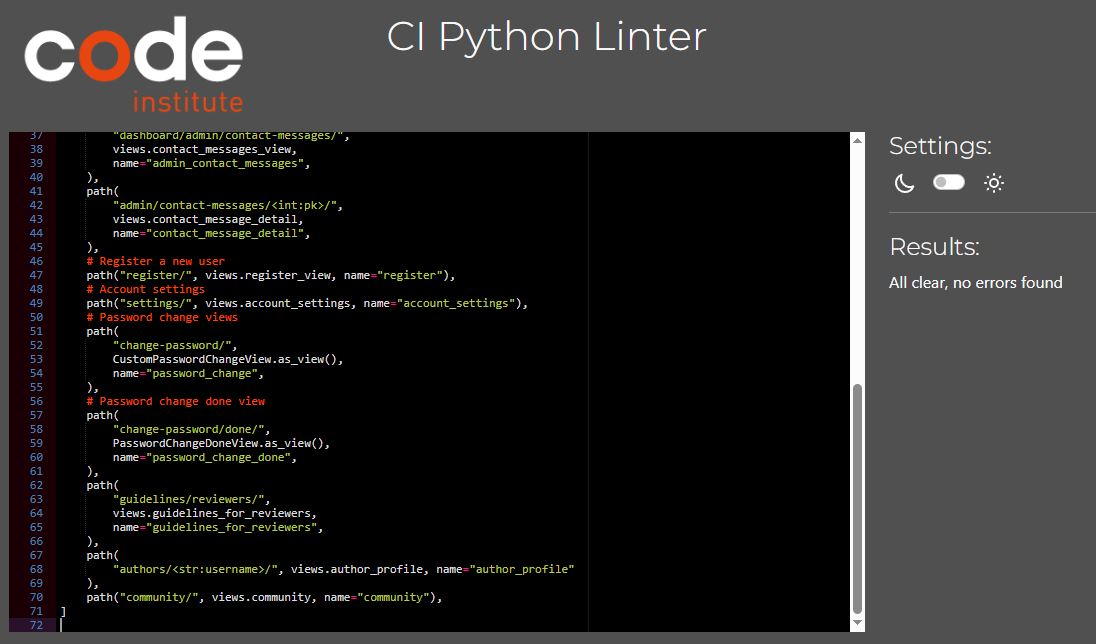 code
institute
CI Python Linter
37 "dashboard/admin/contact-messages/",
38 views.contact_messages_view,
39 name="admin_contact_messages",
40 ),
41 path(
42 "admin/contact-messages/<int:pk>/",
43 views.contact_message_detail,
44 name="contact_message_detail",
45 ),
46 # Register a new user
47 path("register/", views.register_view, name="register"),
48 # Account settings
49 path("settings/", views.account_settings, name="account_settings"),
50 # Password change views
51 path(
52 "change-password/",
53 CustomPasswordChangeView.as_view(),
54 name="password_change",
55 ),
56 # Password change done view
57 path(
58 "change-password/done/",
59 PasswordChangeDoneView.as_view(),
60 name="password_change_done",
61 ),
62 path(
63 "guidelines/reviewers/",
64 views.guidelines_for_reviewers,
65 name="guidelines_for_reviewers",
66 ),
67 path(
68 "authors/<str:username>/", views.author_profile, name="author_profile"
69 ),
70 path("community/", views.community, name="community"),
71 ]
72
Settings:
Results:
All clear, no errors found